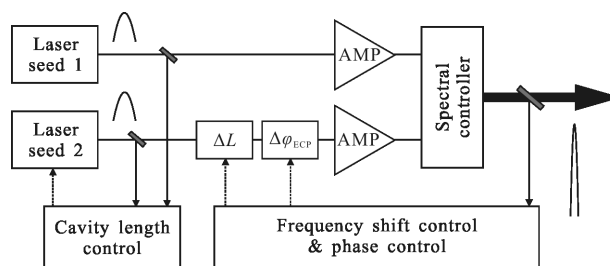 Laser
seed 1
AMP
Spectral
controller
Laser
seed 2
ΔL
Δφ_ECP
AMP
Cavity length
control
Frequency shift control
& phase control